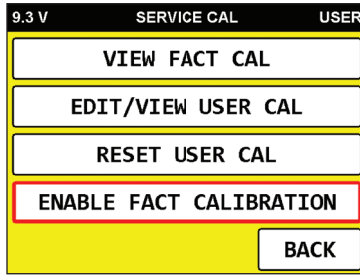 9.3 V SERVICE CAL USER
VIEW FACT CAL
EDIT/VIEW USER CAL
RESET USER CAL
ENABLE FACT CALIBRATION
BACK